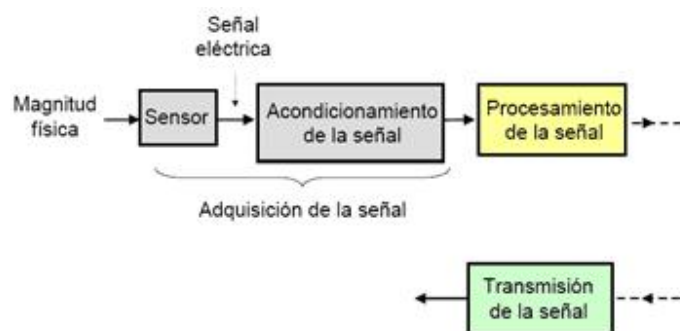 Señal
eléctrica
Magnitud
física
Sensor
Acondicionamiento
de la señal
Procesamiento
de la señal
Adquisición de la señal
Transmisión
de la señal